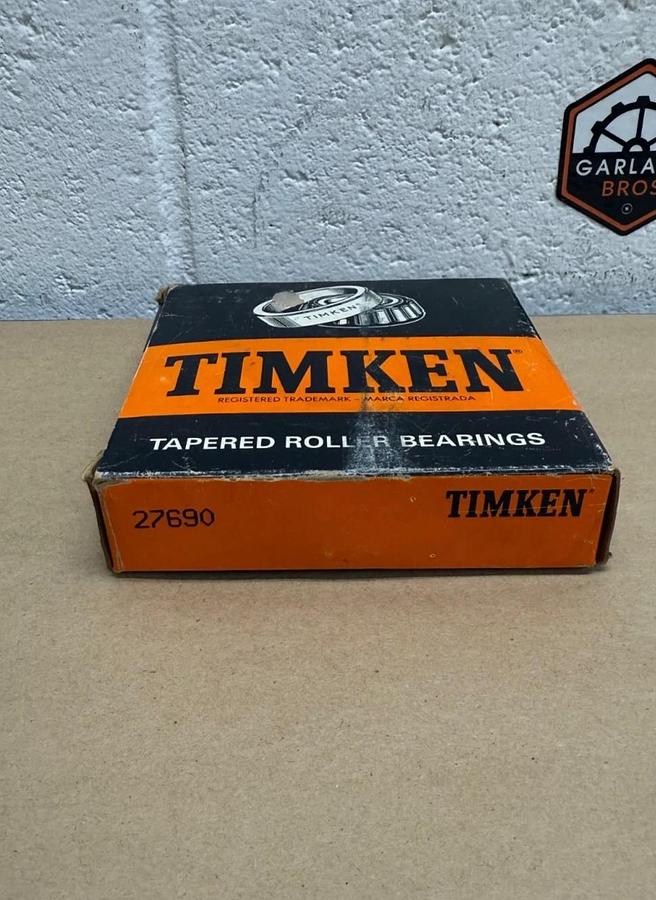 GARLA
BROS
TIMKEN
TIMKEN®
REGISTERED TRADEMARK - MARCA REGISTRADA
TAPERED ROLLER BEARINGS
27690
TIMKEN